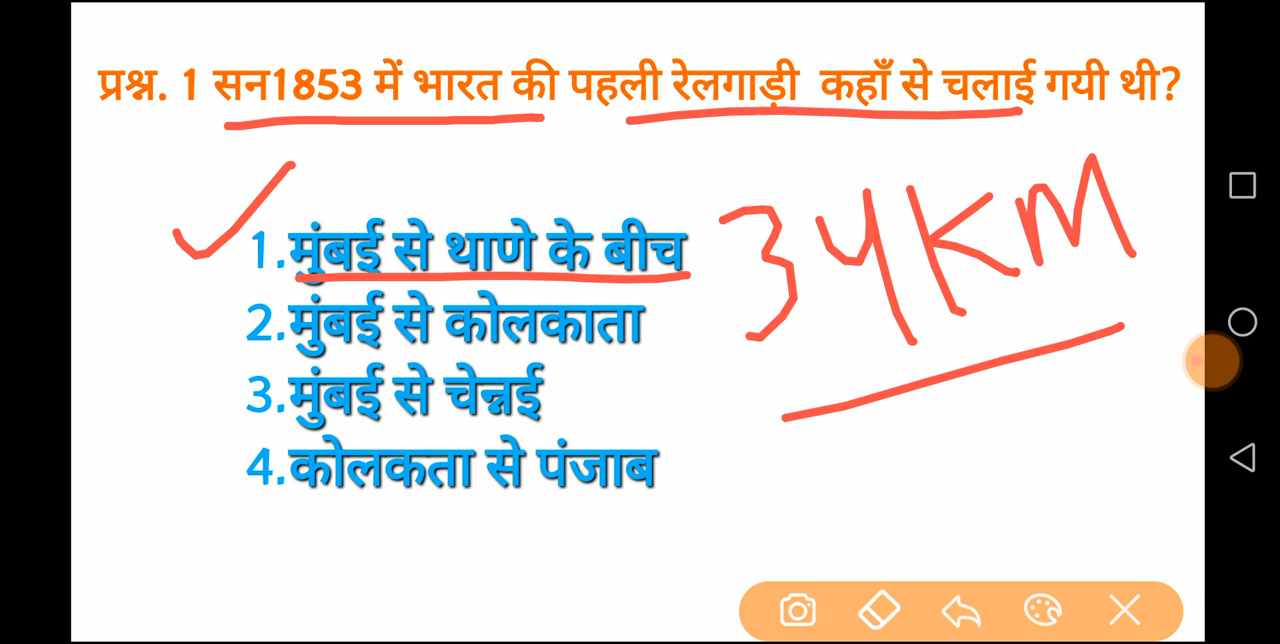 प्रश्न. 1 सन1853 में भारत की पहली रेलगाड़ी कहाँ से चलाई गयी थी?
1.मुंबई से थाणे के बीच
34KM
2.मुंबई से कोलकाता
3.मुंबई से चेन्नई
4.कोलकता से पंजाब